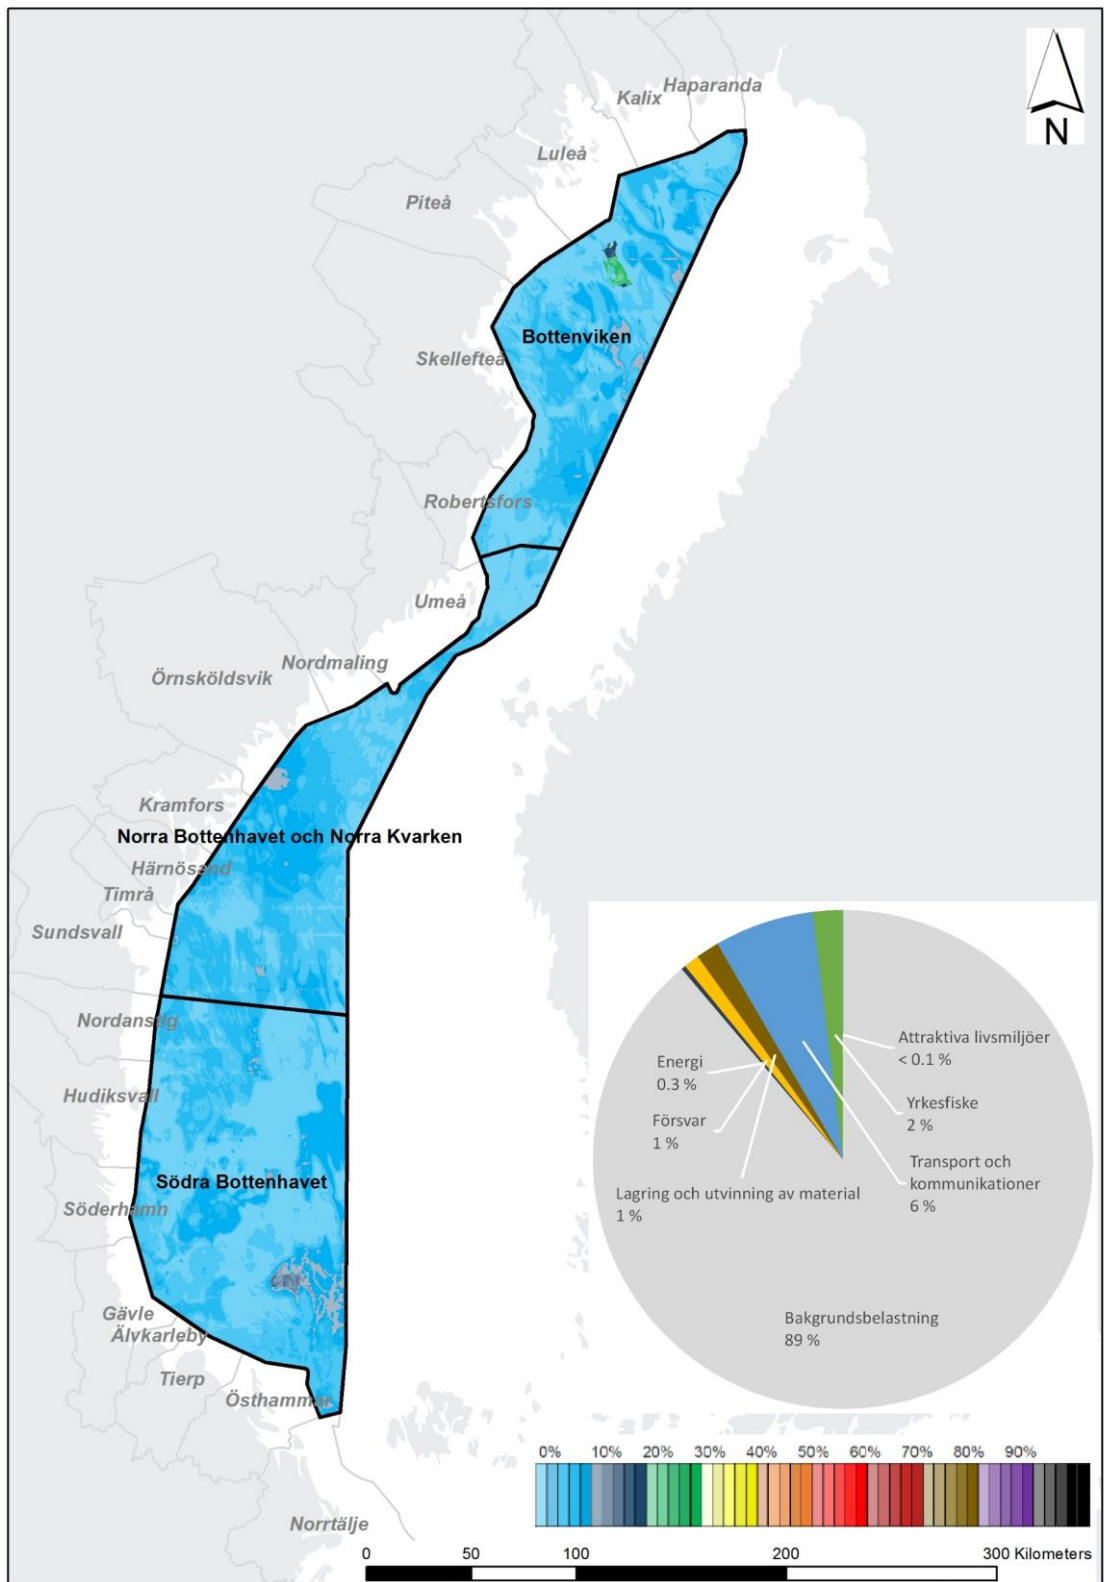 Haparanda
Kalix
N
Luleå
Piteå
Bottenviken
Skellefteå
Robertsfors
Umeå
Nordmaling
Örnsköldsvik
Kramfors
Norra Bottenhavet och Norra Kvarken
Härnösand
Timrå
Sundsvall
Nordanstig
Hudiksvall
Södra Bottenhavet
Söderhamn
Gävle
Älvkarleby
Tierp
Östhammar
Norrtälje
Attraktiva livsmiljöer
< 0.1 %
Energi
0.3 %
Yrkesfiske
2 %
Försvar
1 %
Transport och
kommunikationer
6 %
Lagring och utvinning av material
1 %
Bakgrundsbelastning
89 %
0% 10% 20% 30% 40% 50% 60% 70% 80% 90%
0 50 100 200 300 Kilometers